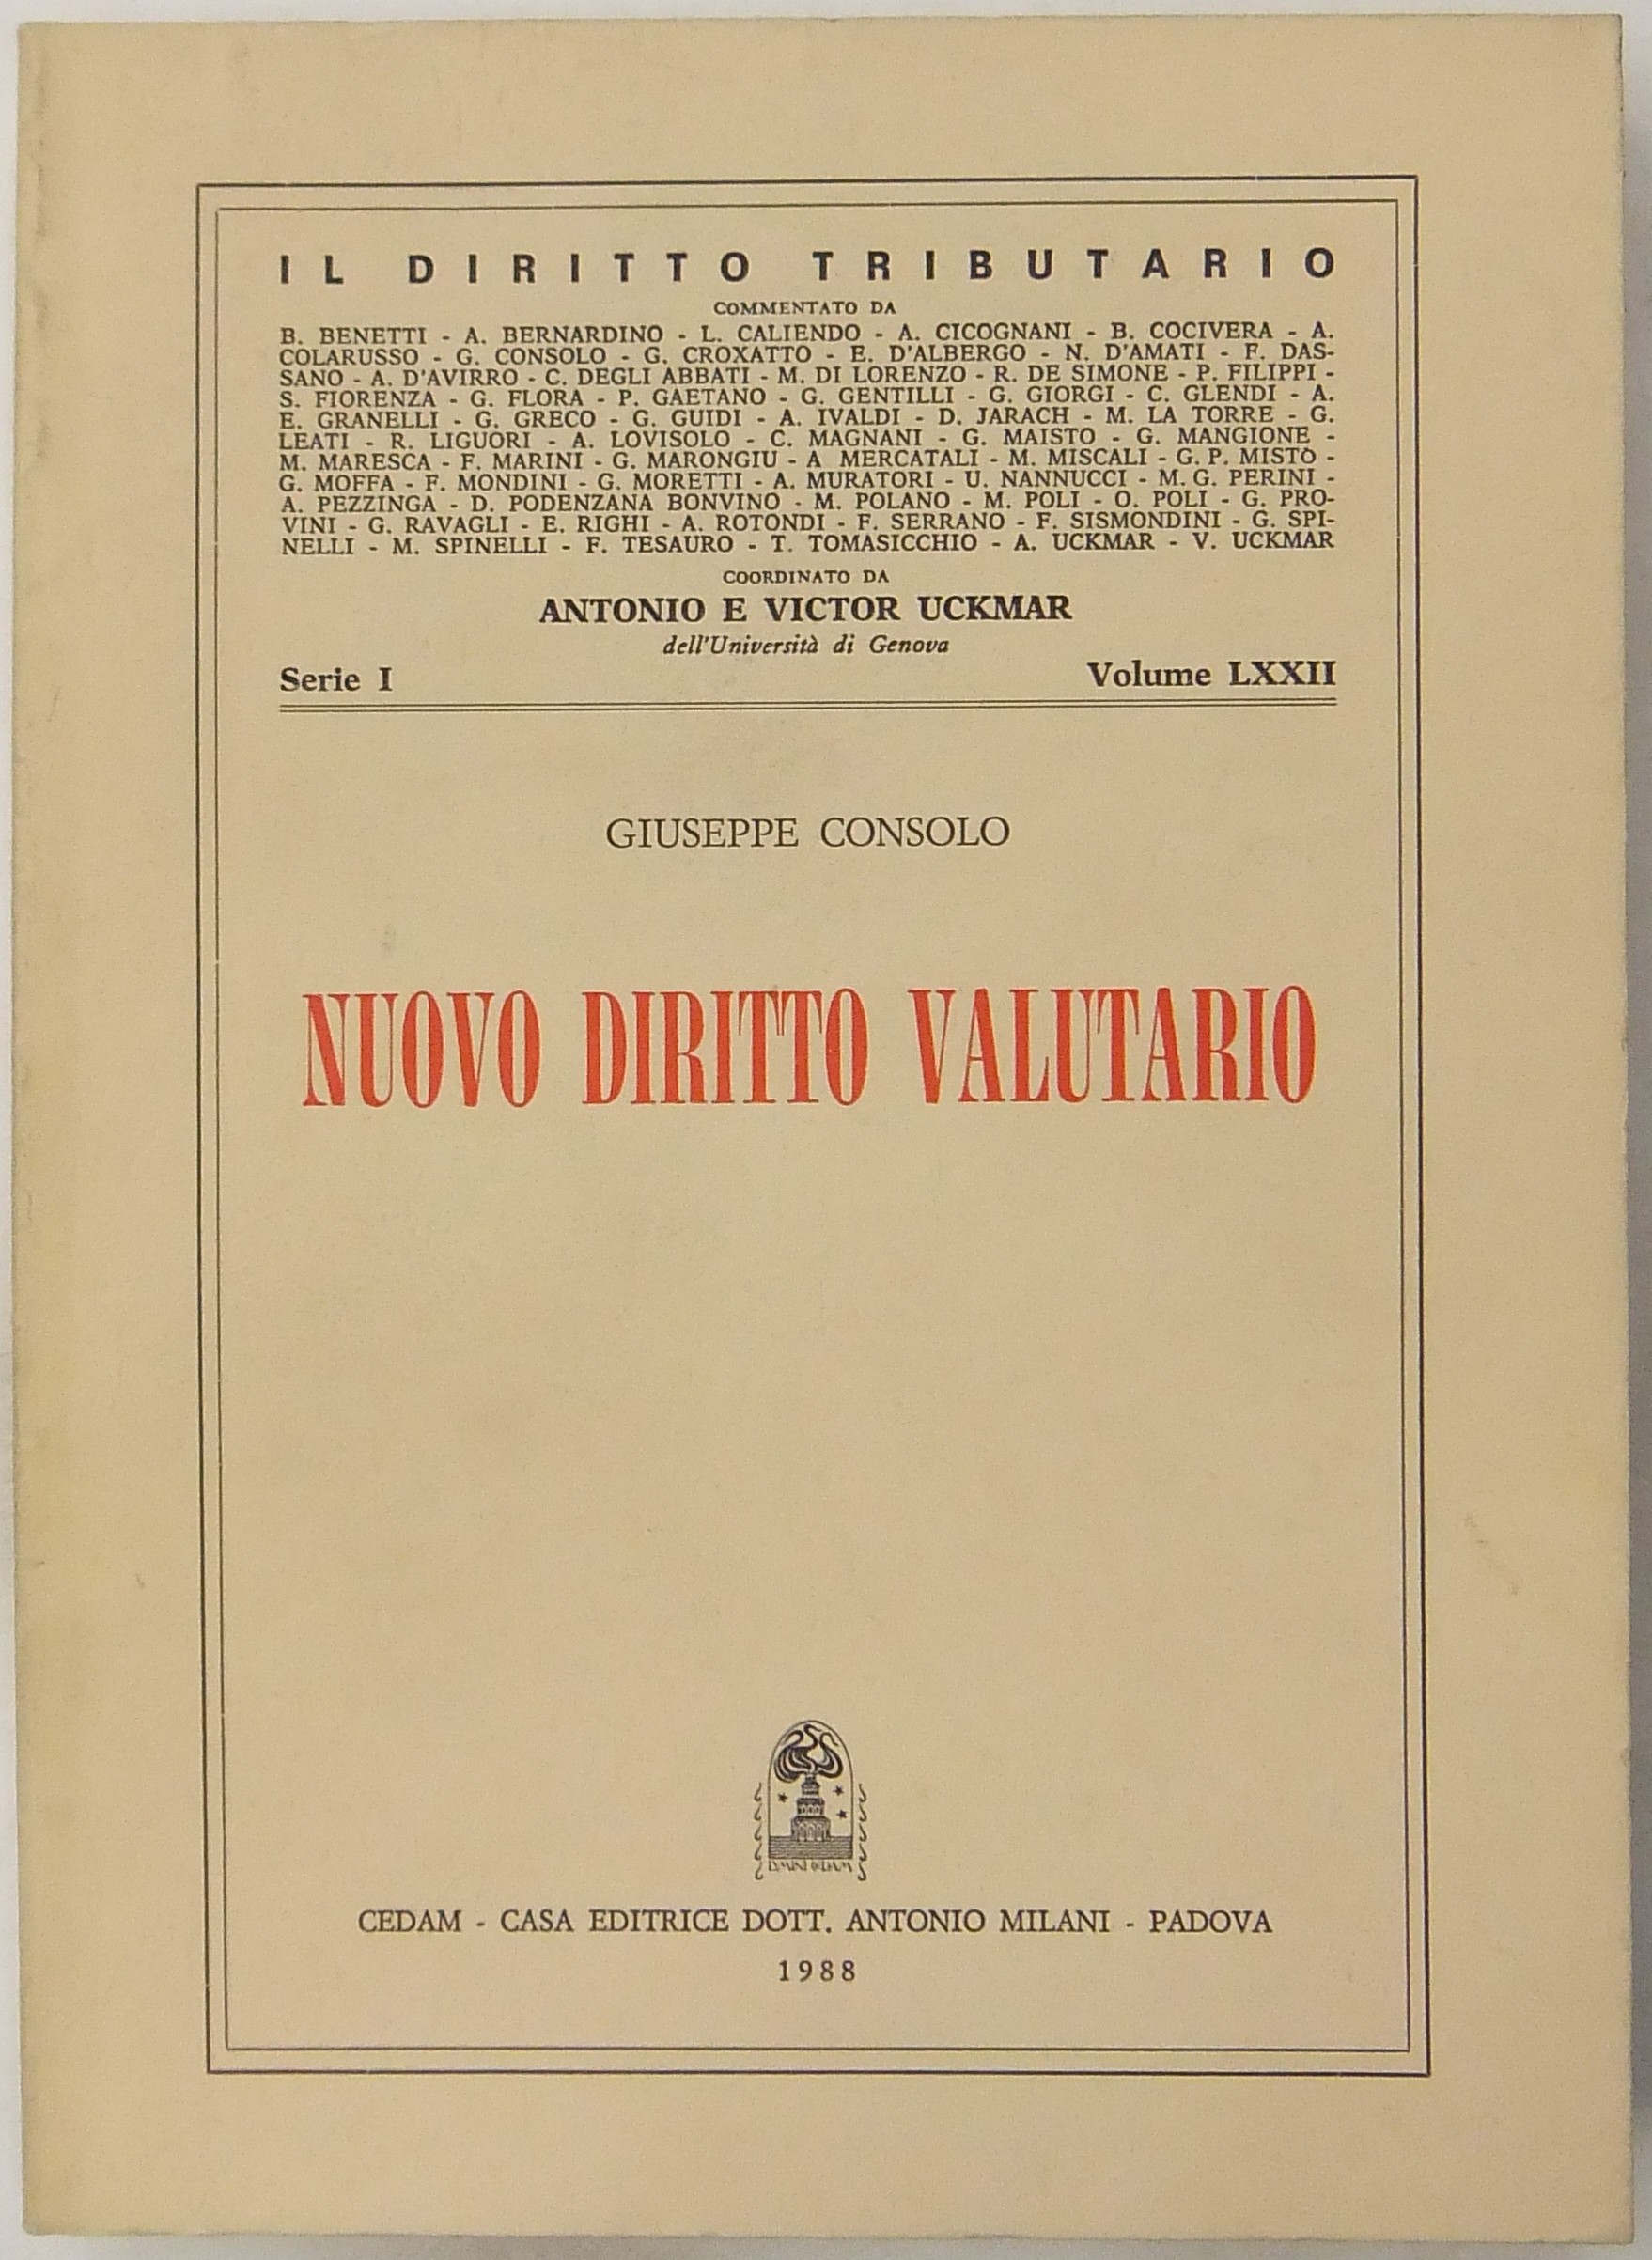 IL DIRITTO TRIBUTARIO
COMMENTATO DA
B. BENETTI - A. BERNARDINO - L. CALIENDO - A. CICOGNANI - B. COCIVERA - A.
COLARUSSO - G. CONSOLO - G. CROXATTO - E. D'ALBERGO - N. D'AMATI - F. DAS-
SANO - A. D'AVIRRO - C. DEGLI ABBATI - M. DI LORENZO - R. DE SIMONE - P. FILIPPI -
S. FIORENZA - G. FLORA - P. GAETANO - G. GENTILLI - G. GIORGI - C. GLENDI - A.
E. GRANELLI - G. GRECO - G. GUIDI - A. IVALDI - D. JARACH - M. LA TORRE - G.
LEATI - R. LIGUORI - A. LOVISOLO - C. MAGNANI - G. MAISTO - G. MANGIONE -
M. MARESCA - F. MARINI - G. MARONGIU - A MERCATALI - M. MISCALI - G. P. MISTÒ -
G. MOFFA - F. MONDINI - G. MORETTI - A. MURATORI - U. NANNUCCI - M. G. PERINI -
A. PEZZINGA - D. PODENZANA BONVINO - M. POLANO - M. POLI - O. POLI - G. PRO-
VINI - G. RAVAGLI - E. RIGHI - A. ROTONDI - F. SERRANO - F. SISMONDINI - G. SPI-
NELLI - M. SPINELLI - F. TESAURO - T. TOMASICCHIO - A. UCKMAR - V. UCKMAR
COORDINATO DA
ANTONIO E VICTOR UCKMAR
dell'Università di Genova
Serie I Volume LXXII
GIUSEPPE CONSOLO
NUOVO DIRITTO VALUTARIO
CEDAM - CASA EDITRICE DOTT. ANTONIO MILANI - PADOVA
1988